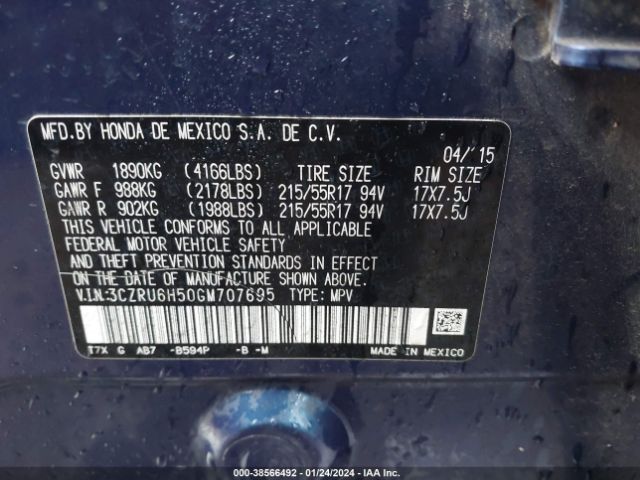 MFD.BY HONDA DE MEXICO S.A. DE C.V.
04/'15
GVWR 1890KG (4166LBS) TIRE SIZE RIM SIZE
GAWR F 988KG (2178LBS) 215/55R17 94V 17X7.5J
GAWR R 902KG (1988LBS) 215/55R17 94V 17X7.5J
THIS VEHICLE CONFORMS TO ALL APPLICABLE
FEDERAL MOTOR VEHICLE SAFETY
AND THEFT PREVENTION STANDARDS IN EFFECT
ON THE DATE OF MANUFACTURE SHOWN ABOVE.
V.I.N:3CZRU6H50GM707695 TYPE: MPV
T7X G AB7 -B594P -B -M MADE IN MEXICO
000-38566492 - 01/24/2024 - IAA Inc.